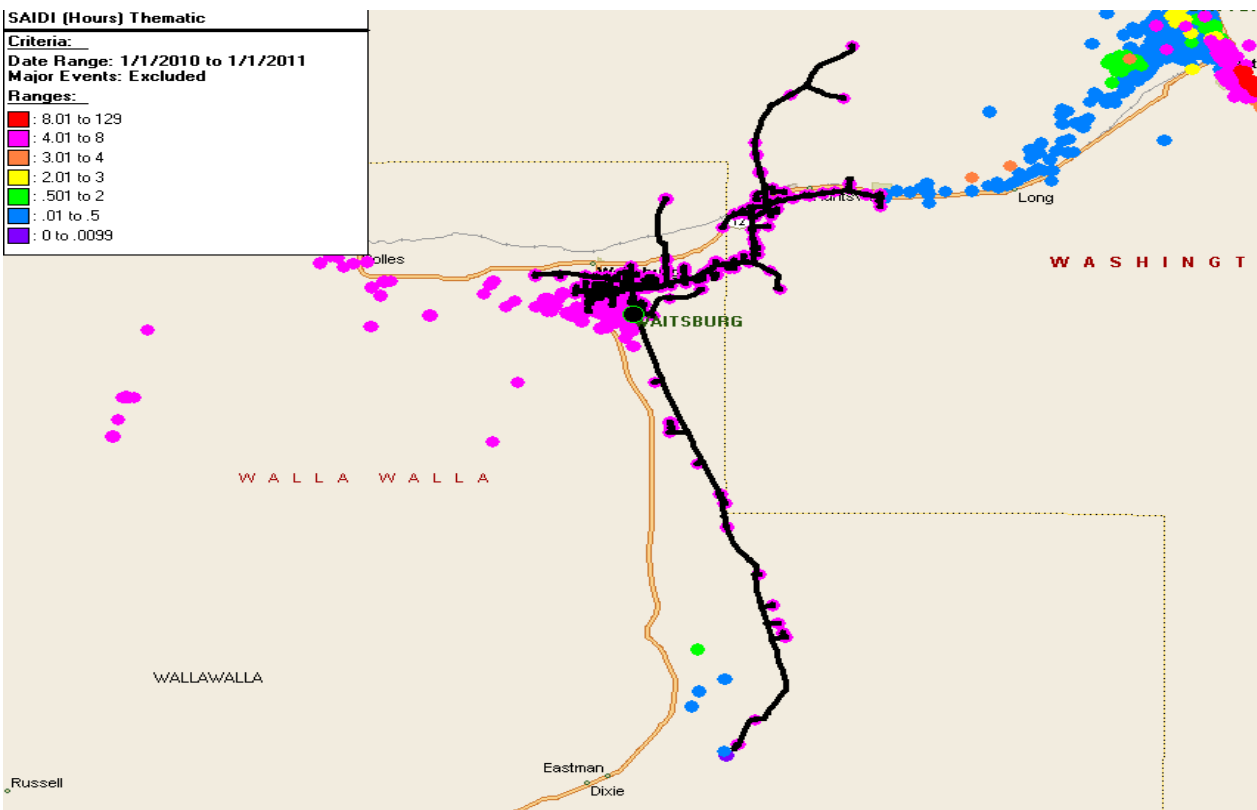 SAIDI (Hours) Thematic
Criteria:
Date Range: 1/1/2010 to 1/1/2011
Major Events: Excluded
Ranges:
: 8.01 to 129
: 4.01 to 8
: 3.01 to 4
: 2.01 to 3
: .501 to 2
: .01 to .5
: 0 to .0099
Long
12
olles
WASHINGT
AITSBURG
WALLA WALLA
WALLAWALLA
Eastman
Dixie
Russell